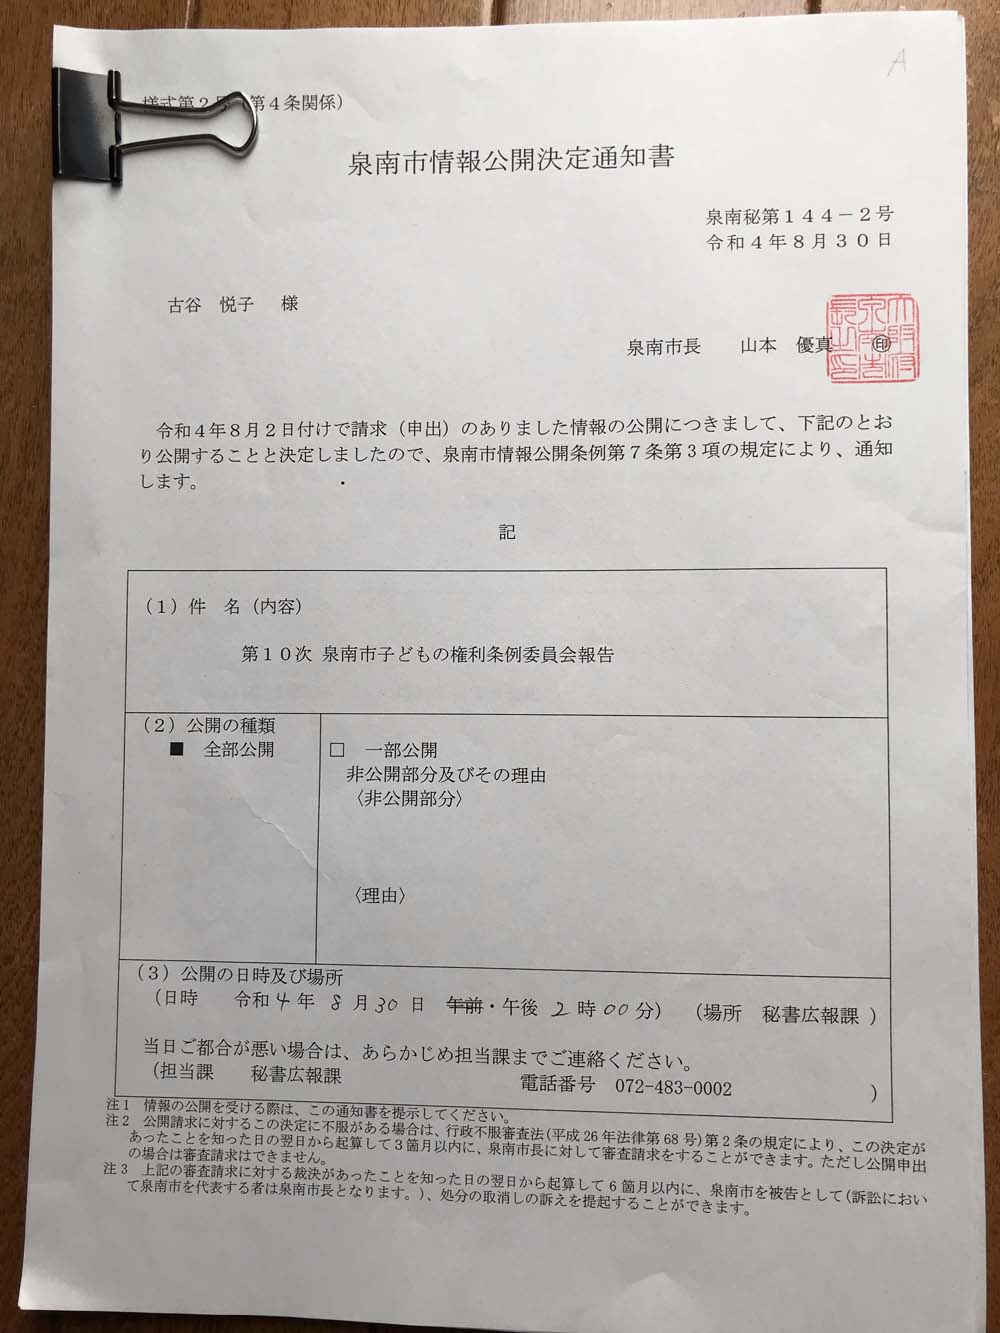 A
様式第２号（第４条関係）
泉南市情報公開決定通知書
泉南秘第１４４－２号
令和４年８月３０日
古谷　悦子　様
泉南市長　山本　優真　㊞
令和４年８月２日付けで請求（申出）のありました情報の公開につきまして、下記のとお
り公開することと決定しましたので、泉南市情報公開条例第７条第３項の規定により、通知
します。
記
（１）件　名（内容）
第１０次 泉南市子どもの権利条例委員会報告
（２）公開の種類
■　全部公開
□　一部公開
非公開部分及びその理由
〈非公開部分〉
〈理由〉
（３）公開の日時及び場所
（日時　令和４年　８月３０日　午前・午後　２時００分）　（場所　秘書広報課　）
当日ご都合が悪い場合は、あらかじめ担当課までご連絡ください。
（担当課　秘書広報課　電話番号　072-483-0002　）
注１　情報の公開を受ける際は、この通知書を提示してください。
注２　公開請求に対するこの決定に不服がある場合は、行政不服審査法(平成 26 年法律第 68 号)第２条の規定により、この決定が
あったことを知った日の翌日から起算して３箇月以内に、泉南市長に対して審査請求をすることができます。ただし公開申出
の場合は審査請求はできません。
注３　上記の審査請求に対する裁決があったことを知った日の翌日から起算して６箇月以内に、泉南市を被告として(訴訟におい
て泉南市を代表する者は泉南市長となります。)、処分の取消しの訴えを提起することができます。